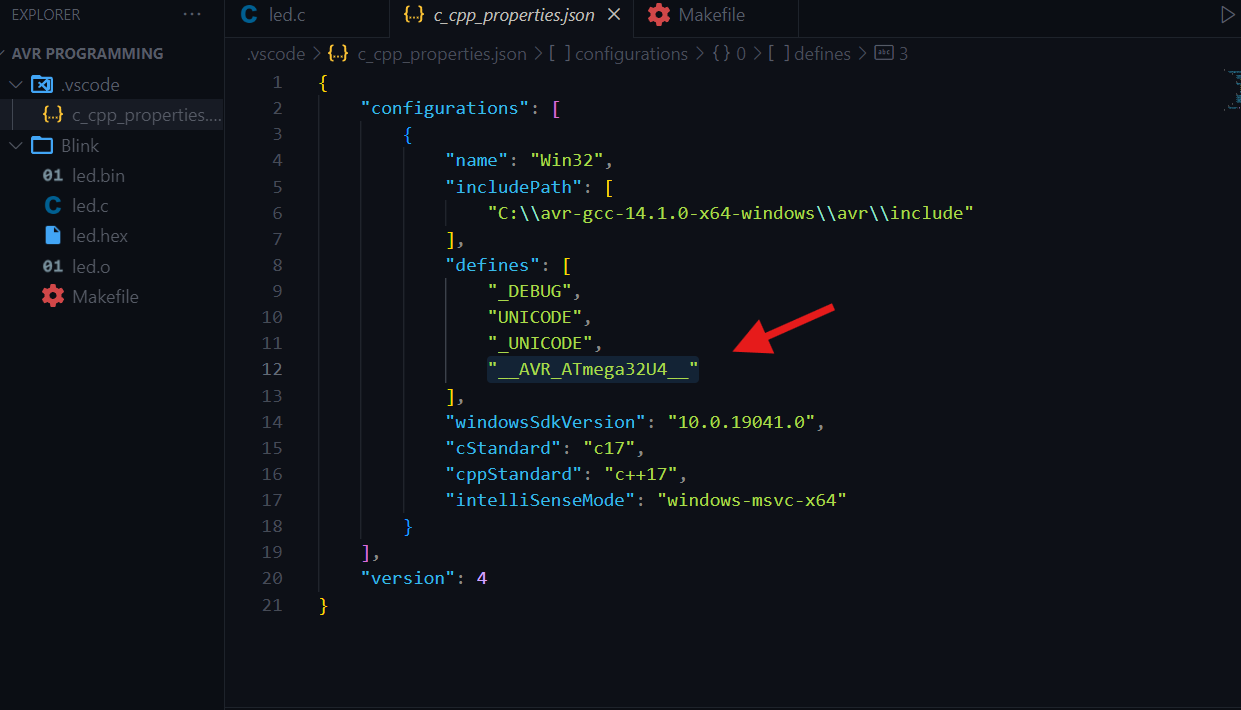 EXPLORER ...
AVR PROGRAMMING
.vscode
c_cpp_properties....
Blink
led.bin
led.c
led.hex
led.o
Makefile
led.c
c_cpp_properties.json
Makefile
.vscode > {..} c_cpp_properties.json > [ ] configurations > {} 0 > [ ] defines > abc 3
1 {
2 "configurations": [
3 {
4 "name": "Win32",
5 "includePath": [
6 "C:\\avr-gcc-14.1.0-x64-windows\\avr\\include"
7 ],
8 "defines": [
9 "_DEBUG",
10 "UNICODE",
11 "_UNICODE",
12 "__AVR_ATmega32U4__"
13 ],
14 "windowsSdkVersion": "10.0.19041.0",
15 "cStandard": "c17",
16 "cppStandard": "c++17",
17 "intelliSenseMode": "windows-msvc-x64"
18 }
19 ],
20 "version": 4
21 }